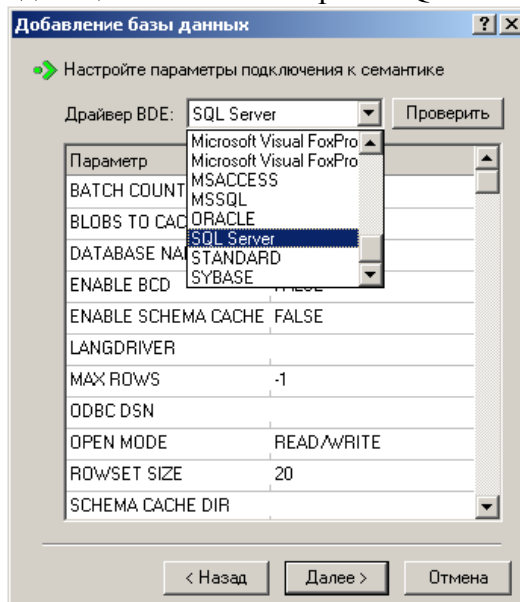 Добавление базы данных
Настройте параметры подключения к семантике
Драйвер BDE: SQL Server Проверить
Microsoft Visual FoxPro
Microsoft Visual FoxPro
MSACCESS
MSSQL
ORACLE
SQL Server
STANDARD
SYBASE
Параметр
BATCH COUNT
BLOBS TO CAC
DATABASE NA
ENABLE BCD FALSE
ENABLE SCHEMA CACHE FALSE
LANGDRIVER
MAX ROWS -1
ODBC DSN
OPEN MODE READ/WRITE
ROWSET SIZE 20
SCHEMA CACHE DIR
< Назад Далее > Отмена